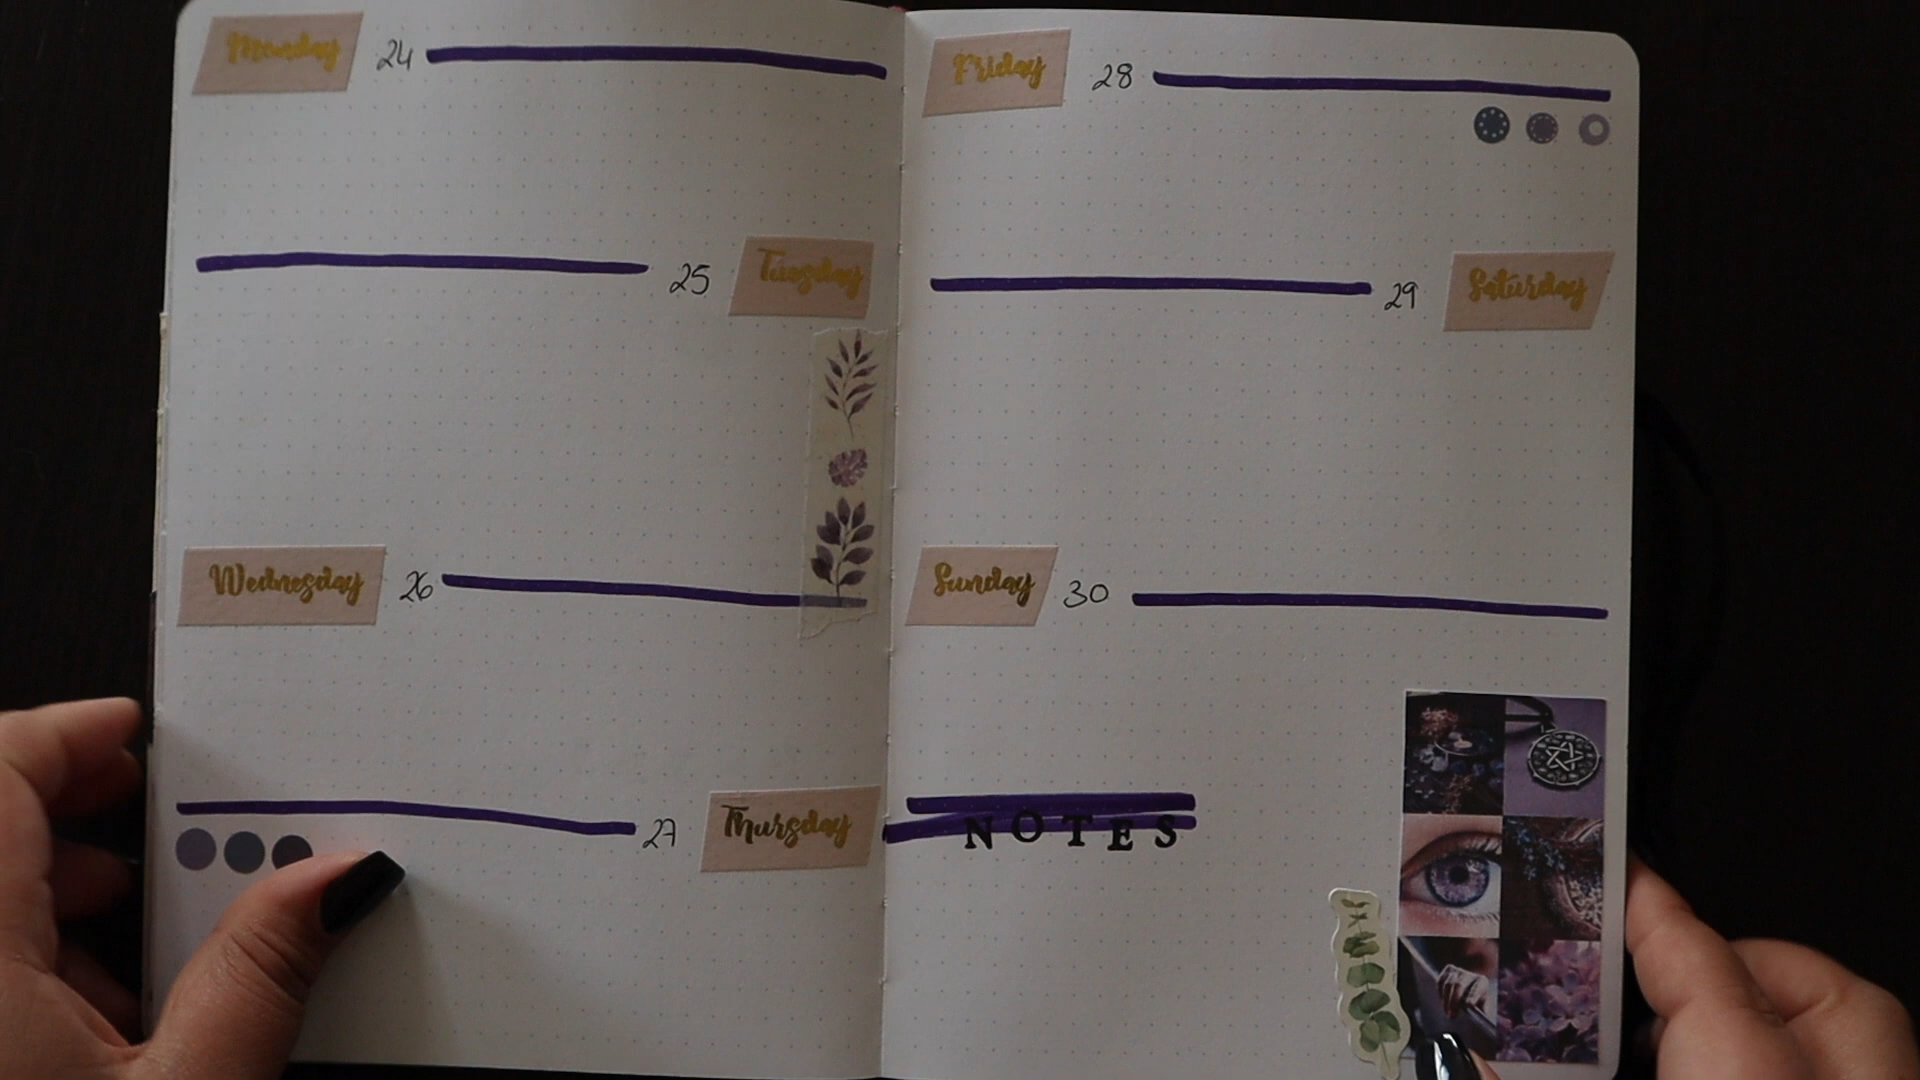 Monday 24
25 Tuesday
Wednesday 26
27 Thursday
Friday 28
29 Saturday
Sunday 30
NOTES